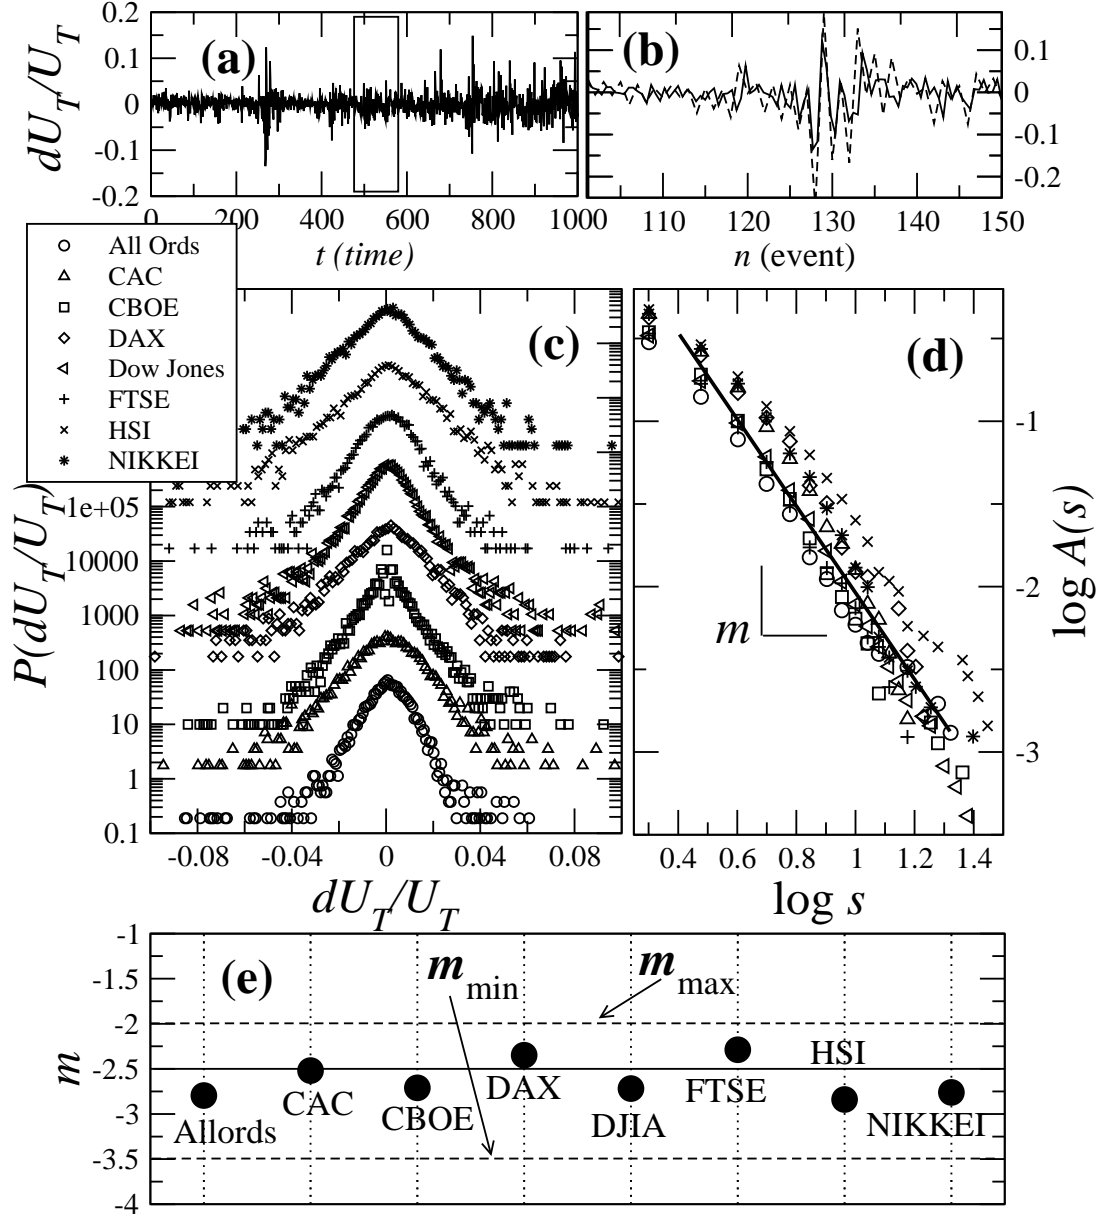 dU_T/U_T
0.2
0.1
0
-0.1
-0.2
(a)
0 200 400 600 800 1000
t (time)
(b)
0.1
0
-0.1
-0.2
110 120 130 140 150
n (event)
All Ords
CAC
CBOE
DAX
Dow Jones
FTSE
HSI
NIKKEI
P(dU_T/U_T)
(c)
1e+05
10000
1000
100
10
1
0.1
-0.08 -0.04 0 0.04 0.08
dU_T/U_T
(d)
-1
-2
-3
log A(s)
m
0.4 0.6 0.8 1 1.2 1.4
log s
m
-1
-1.5
-2
-2.5
-3
-3.5
-4
(e)
m_min
m_max
Allords
CAC
CBOE
DAX
DJIA
FTSE
HSI
NIKKEI